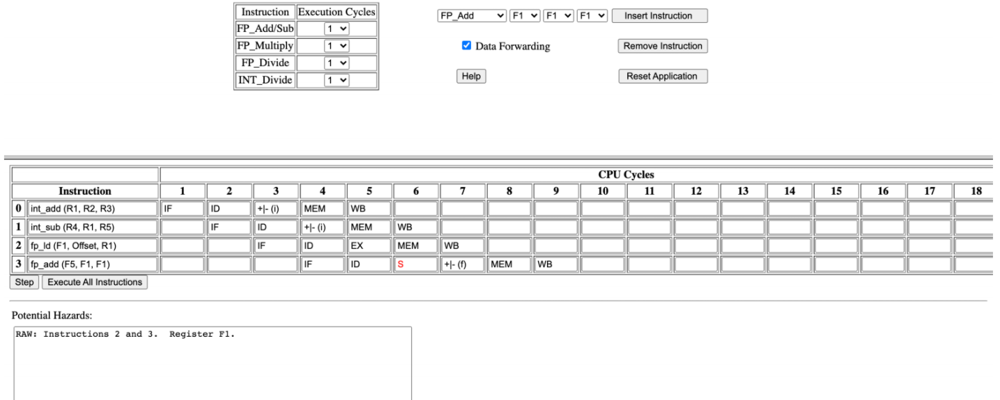 Instruction Execution Cycles
FP_Add/Sub 1
FP_Multiply 1
FP_Divide 1
INT_Divide 1
FP_Add F1 F1 F1 Insert Instruction
Data Forwarding Remove Instruction
Help Reset Application
CPU Cycles
Instruction 1 2 3 4 5 6 7 8 9 10 11 12 13 14 15 16 17 18
0 int_add (R1, R2, R3) IF ID +|- (i) MEM WB
1 int_sub (R4, R1, R5) IF ID +|- (i) MEM WB
2 fp_ld (F1, Offset, R1) IF ID EX MEM WB
3 fp_add (F5, F1, F1) IF ID S +|- (f) MEM WB
Step Execute All Instructions
Potential Hazards:
RAW: Instructions 2 and 3. Register F1.